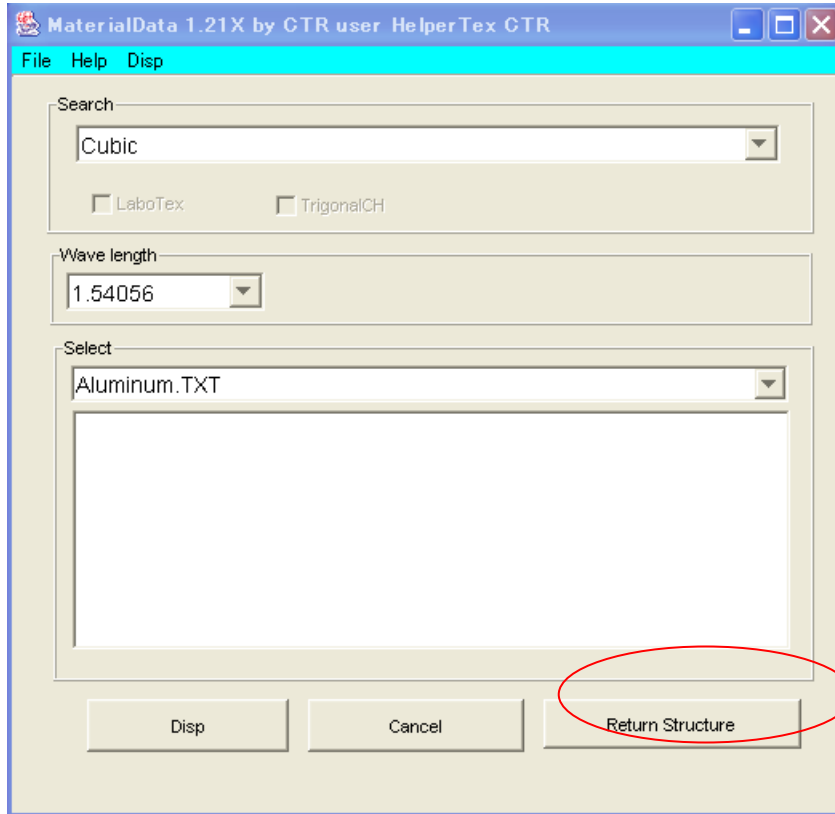 MaterialData 1.21X by CTR user HelperTex CTR
File Help Disp
Search
Cubic
LaboTex TrigonalCH
Wave length
1.54056
Select
Aluminum.TXT
Disp Cancel Return Structure